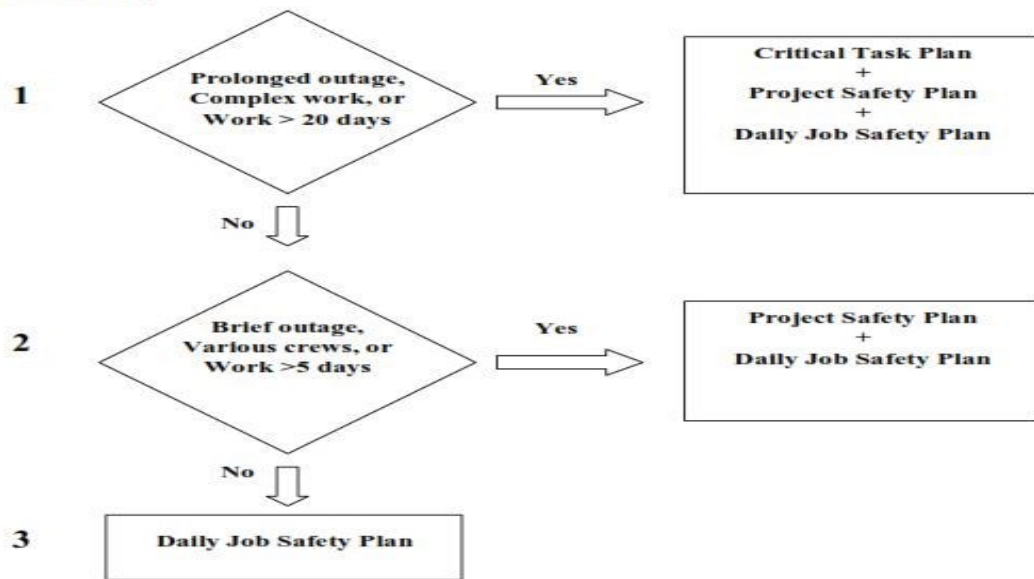 1
Prolonged outage,
Complex work, or
Work > 20 days
Yes
Critical Task Plan
+
Project Safety Plan
+
Daily Job Safety Plan
No
2
Brief outage,
Various crews, or
Work >5 days
Yes
Project Safety Plan
+
Daily Job Safety Plan
No
3
Daily Job Safety Plan